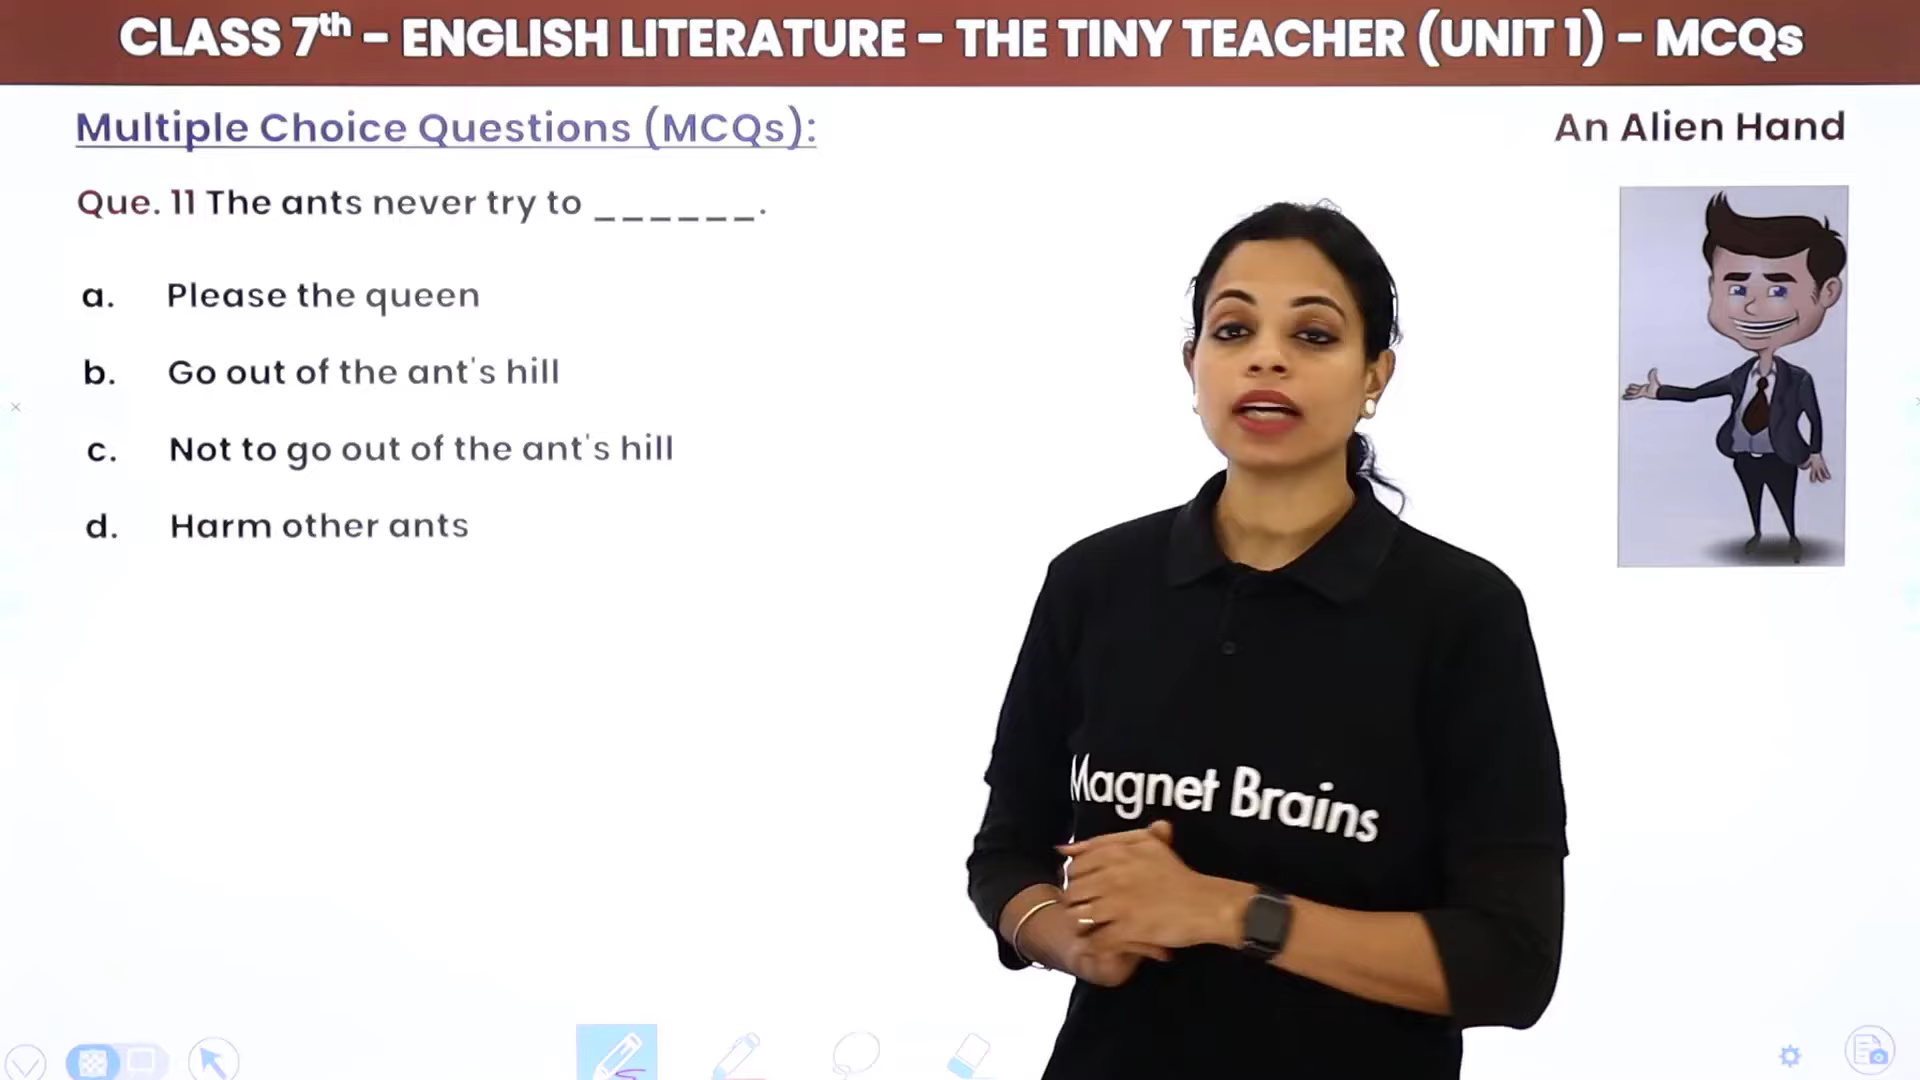 CLASS 7th - ENGLISH LITERATURE - THE TINY TEACHER (UNIT 1) - MCQs
Multiple Choice Questions (MCQs):
An Alien Hand
Que. 11 The ants never try to ______.
a. Please the queen
b. Go out of the ant's hill
c. Not to go out of the ant's hill
d. Harm other ants
Magnet Brains